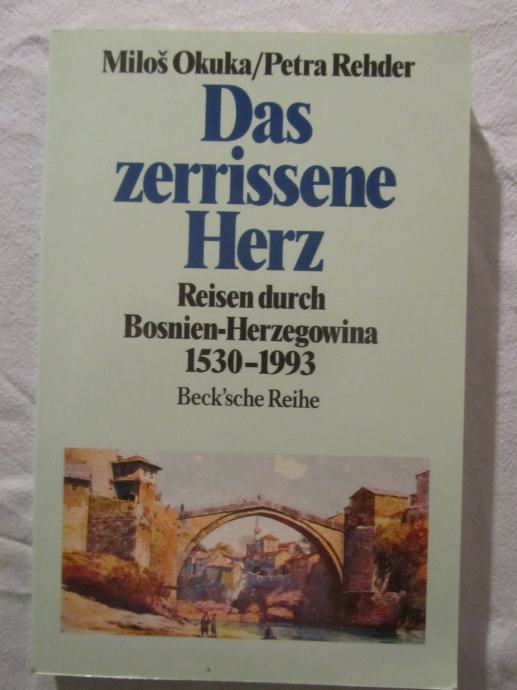 Miloš Okuka/Petra Rehder
Das
zerrissene
Herz
Reisen durch
Bosnien-Herzegowina
1530–1993
Beck'sche Reihe